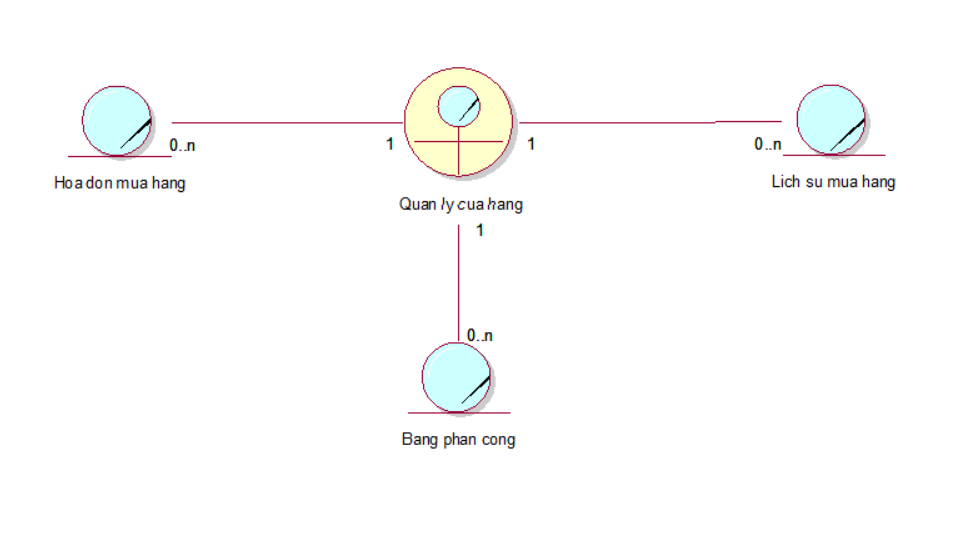 0..n
1
1
0..n
Hoa don mua hang
Quan ly cua hang
Lich su mua hang
1
0..n
Bang phan cong